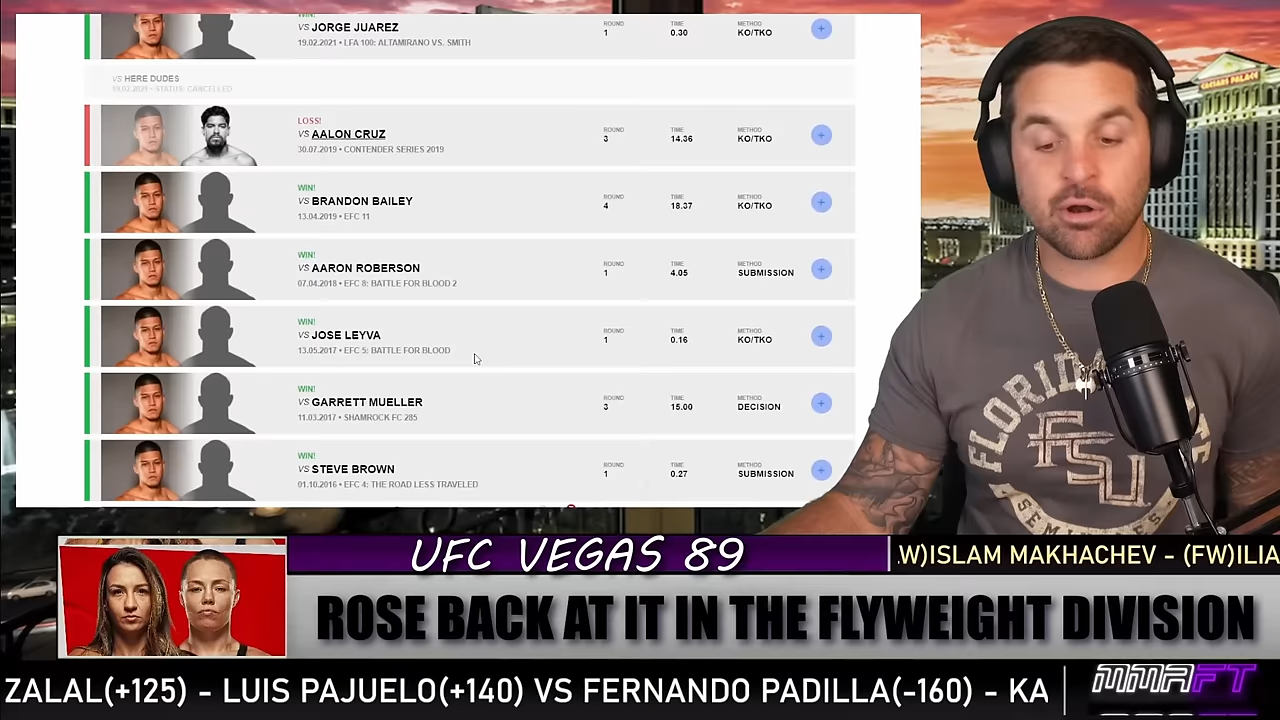 WIN!
VS JORGE JUAREZ
19.02.2021 • LFA 100: ALTAMIRANO VS. SMITH
ROUND
1
TIME
0.30
METHOD
KO/TKO
VS HERE DUDES
19.02.2021 • STATUS: CANCELLED
LOSS!
VS AALON CRUZ
30.07.2019 • CONTENDER SERIES 2019
ROUND
3
TIME
14.36
METHOD
KO/TKO
WIN!
VS BRANDON BAILEY
13.04.2019 • EFC 11
ROUND
4
TIME
18.37
METHOD
KO/TKO
WIN!
VS AARON ROBERSON
07.04.2018 • EFC 8: BATTLE FOR BLOOD 2
ROUND
1
TIME
4.05
METHOD
SUBMISSION
WIN!
VS JOSE LEYVA
13.05.2017 • EFC 5: BATTLE FOR BLOOD
ROUND
1
TIME
0.16
METHOD
KO/TKO
WIN!
VS GARRETT MUELLER
11.03.2017 • SHAMROCK FC 285
ROUND
3
TIME
15.00
METHOD
DECISION
WIN!
VS STEVE BROWN
01.10.2016 • EFC 4: THE ROAD LESS TRAVELED
ROUND
1
TIME
0.27
METHOD
SUBMISSION
CAESARS PALACE
FLORIDA
FSU
UFC VEGAS 89
.W)ISLAM MAKHACHEV - (FW)ILIA
ROSE BACK AT IT IN THE FLYWEIGHT DIVISION
ZALAL(+125) - LUIS PAJUELO(+140) VS FERNANDO PADILLA(-160) - KA
MMAFT